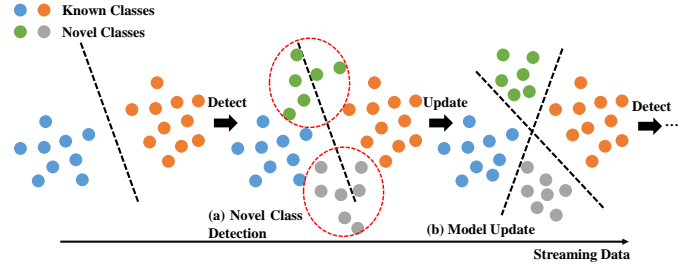 Known Classes
Novel Classes
Detect
Update
Detect
...
(a) Novel Class
Detection
(b) Model Update
Streaming Data